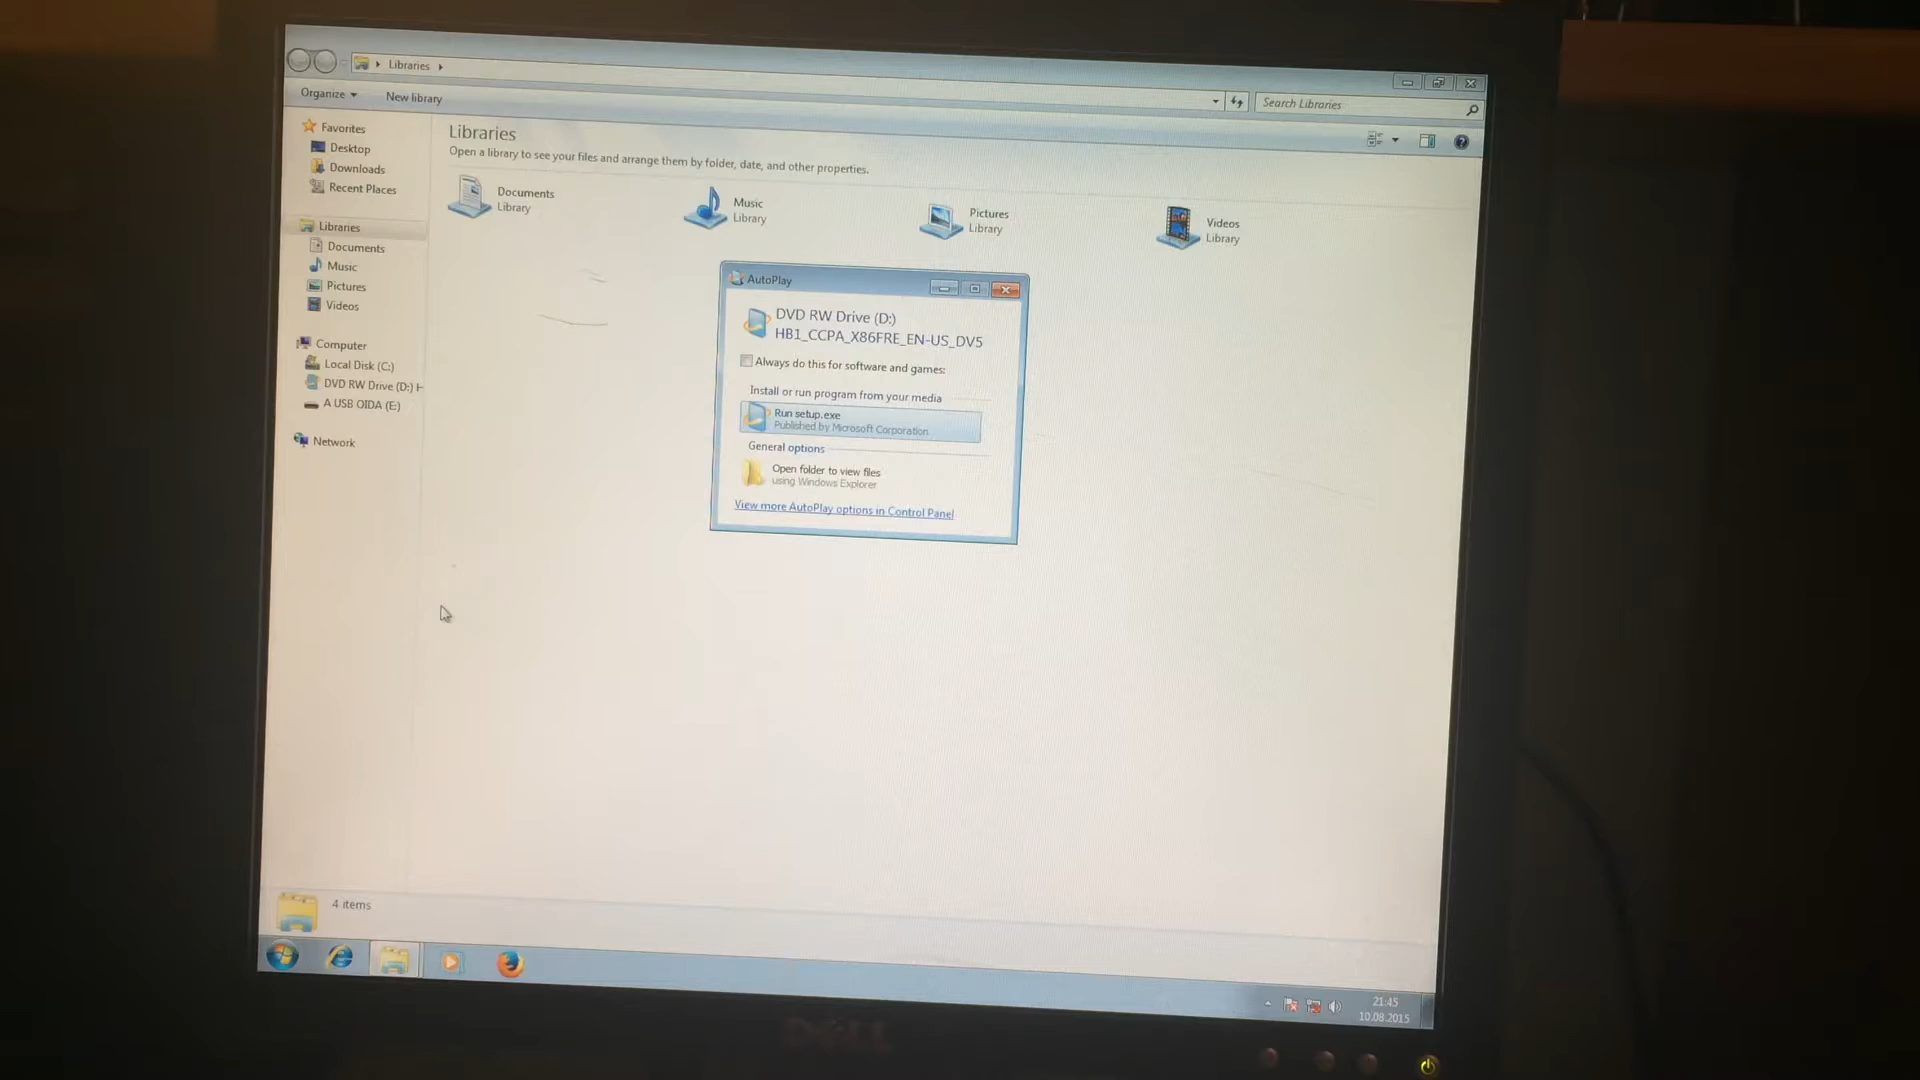 Libraries
Organize
New library
Search Libraries
Favorites
Desktop
Downloads
Recent Places
Libraries
Documents
Music
Pictures
Videos
Computer
Local Disk (C:)
DVD RW Drive (D:) H
A USB OIDA (E:)
Network
Libraries
Open a library to see your files and arrange them by folder, date, and other properties.
Documents
Library
Music
Library
Pictures
Library
Videos
Library
AutoPlay
DVD RW Drive (D:)
HB1_CCPA_X86FRE_EN-US_DV5
Always do this for software and games:
Install or run program from your media
Run setup.exe
Published by Microsoft Corporation
General options
Open folder to view files
using Windows Explorer
View more AutoPlay options in Control Panel
4 items
21:45
10.08.2015
DELL